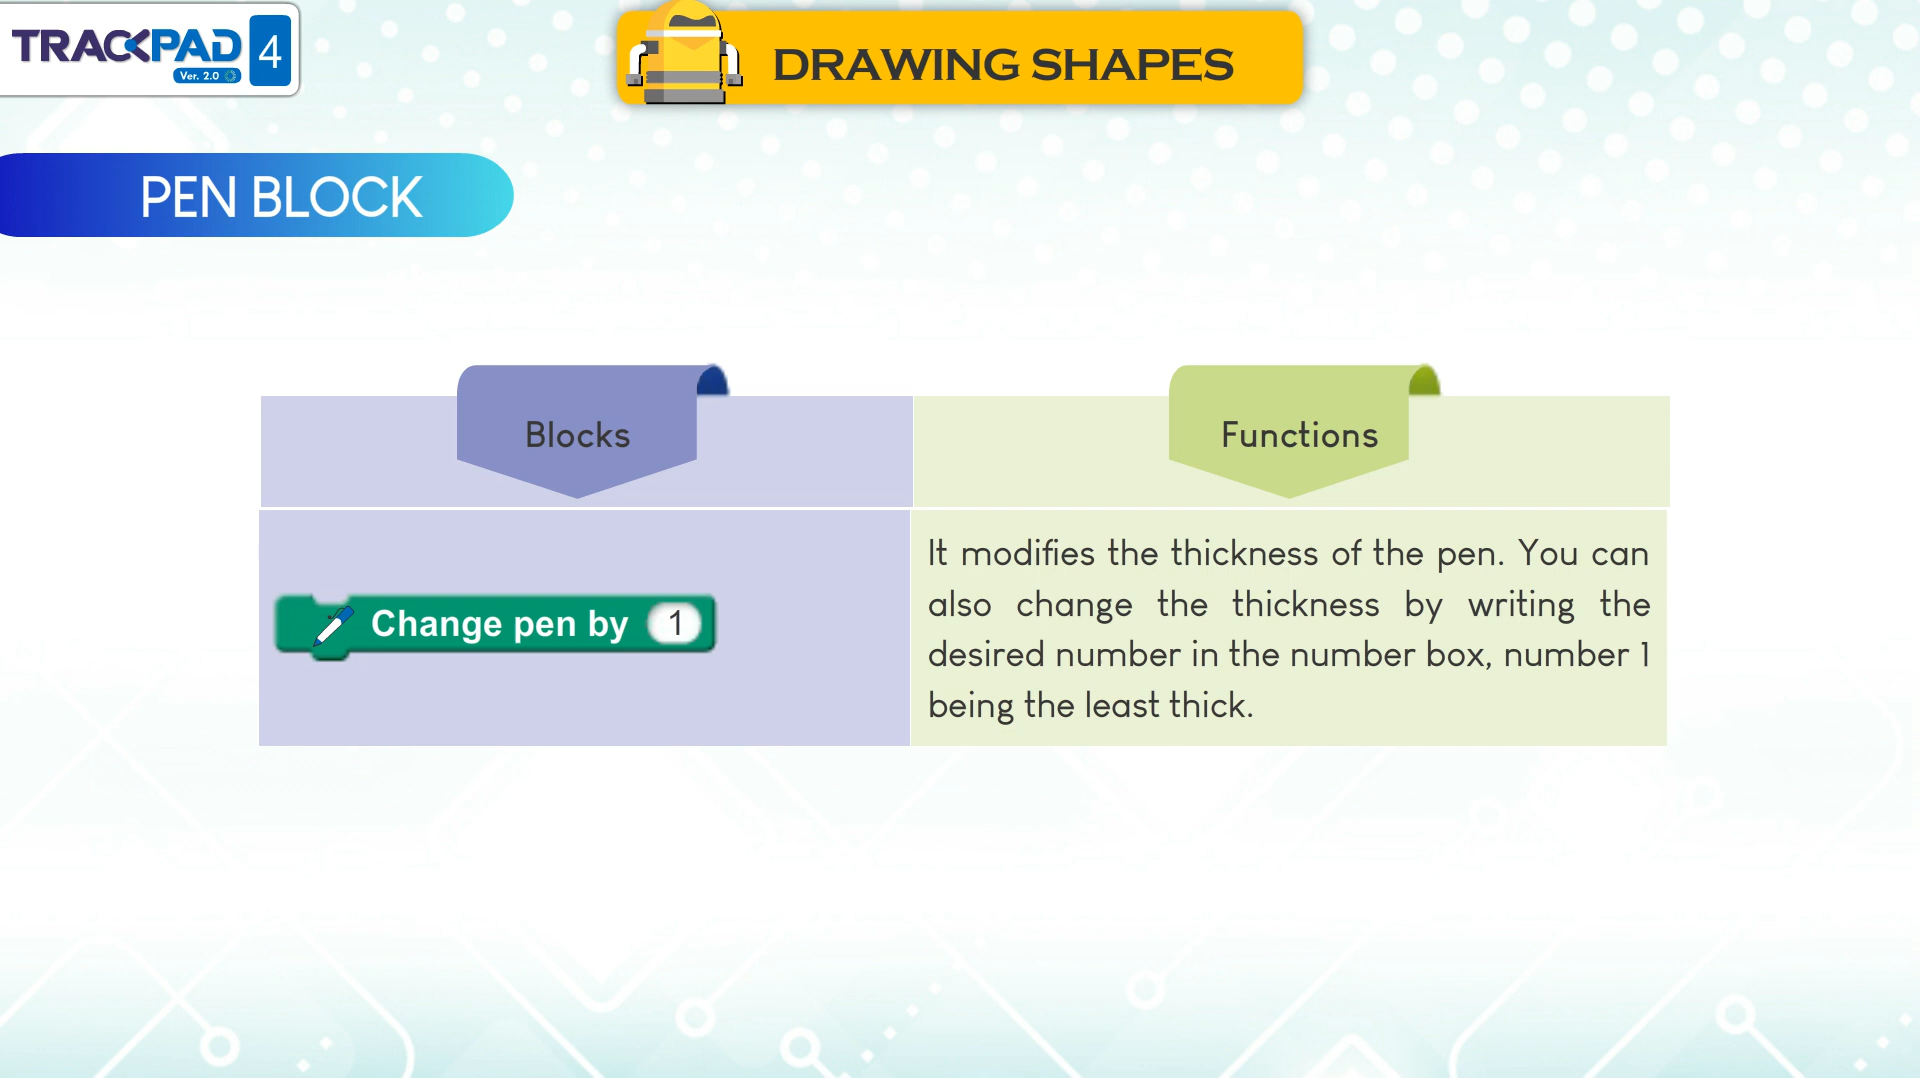 TRACKPAD
Ver. 2.0
4
DRAWING SHAPES
PEN BLOCK
Blocks
Functions
Change pen by 1
It modifies the thickness of the pen. You can
also change the thickness by writing the
desired number in the number box, number 1
being the least thick.